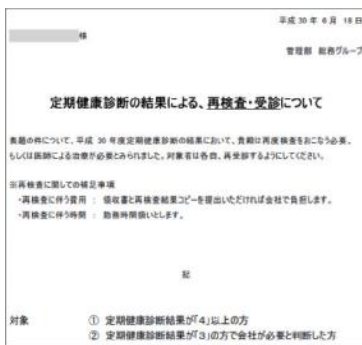 平成 30 年 6 月 18 日
様
管理部 総務グループ
定期健康診断の結果による、再検査・受診について
表題の件について、平成 30 年度定期健康診断の結果において、貴殿は再度検査をおこなう必要、
もしくは医師による治療が必要とみられました。対象者は各自、再受診するようにしてください。
※再検査に関しての補足事項
・再検査に伴う費用 : 領収書と再検査結果コピーを提出いただければ会社で負担します。
・再検査に伴う時間 : 勤務時間扱いとします。
記
対象 ① 定期健康診断結果が「4」以上の方
② 定期健康診断結果が「3」の方で会社が必要と判断した方